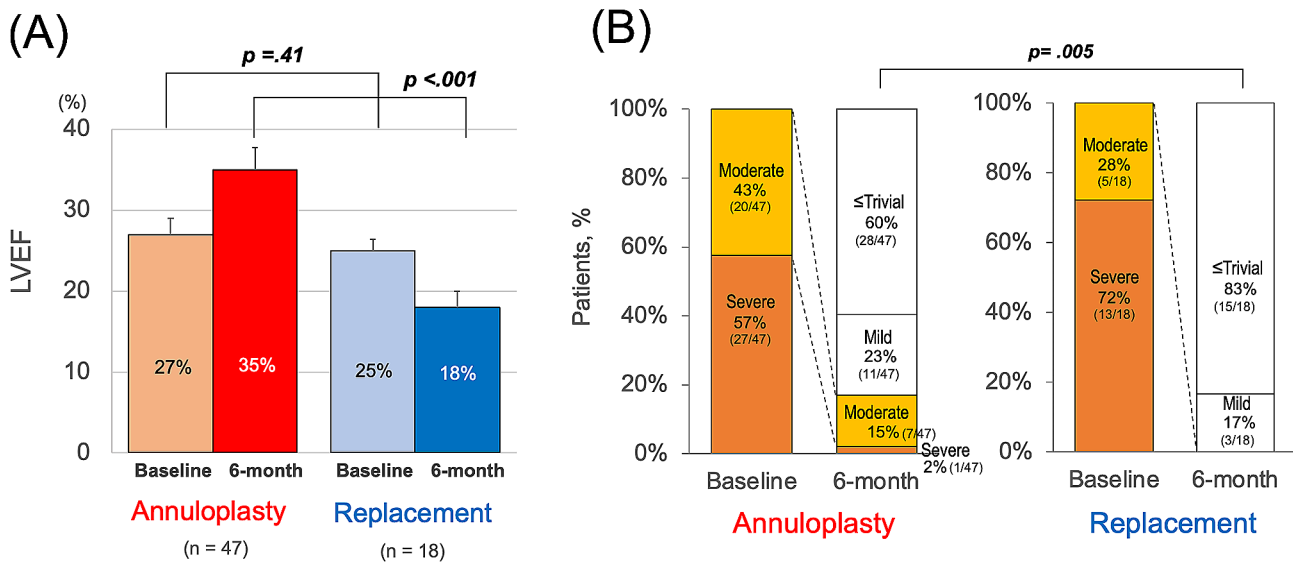 (A)
p =.41
p <.001
(%)
40
30
20
10
0
LVEF
27%
35%
25%
18%
Baseline
6-month
Baseline
6-month
Annuloplasty
Replacement
(n = 47)
(n = 18)
(B)
p= .005
Patients, %
100%
80%
60%
40%
20%
0%
Moderate
43%
(20/47)
Severe
57%
(27/47)
≤Trivial
60%
(28/47)
Mild
23%
(11/47)
Moderate
15% (7/47)
Severe
2% (1/47)
Baseline
6-month
Annuloplasty
100%
80%
60%
40%
20%
0%
Moderate
28%
(5/18)
Severe
72%
(13/18)
≤Trivial
83%
(15/18)
Mild
17%
(3/18)
Baseline
6-month
Replacement